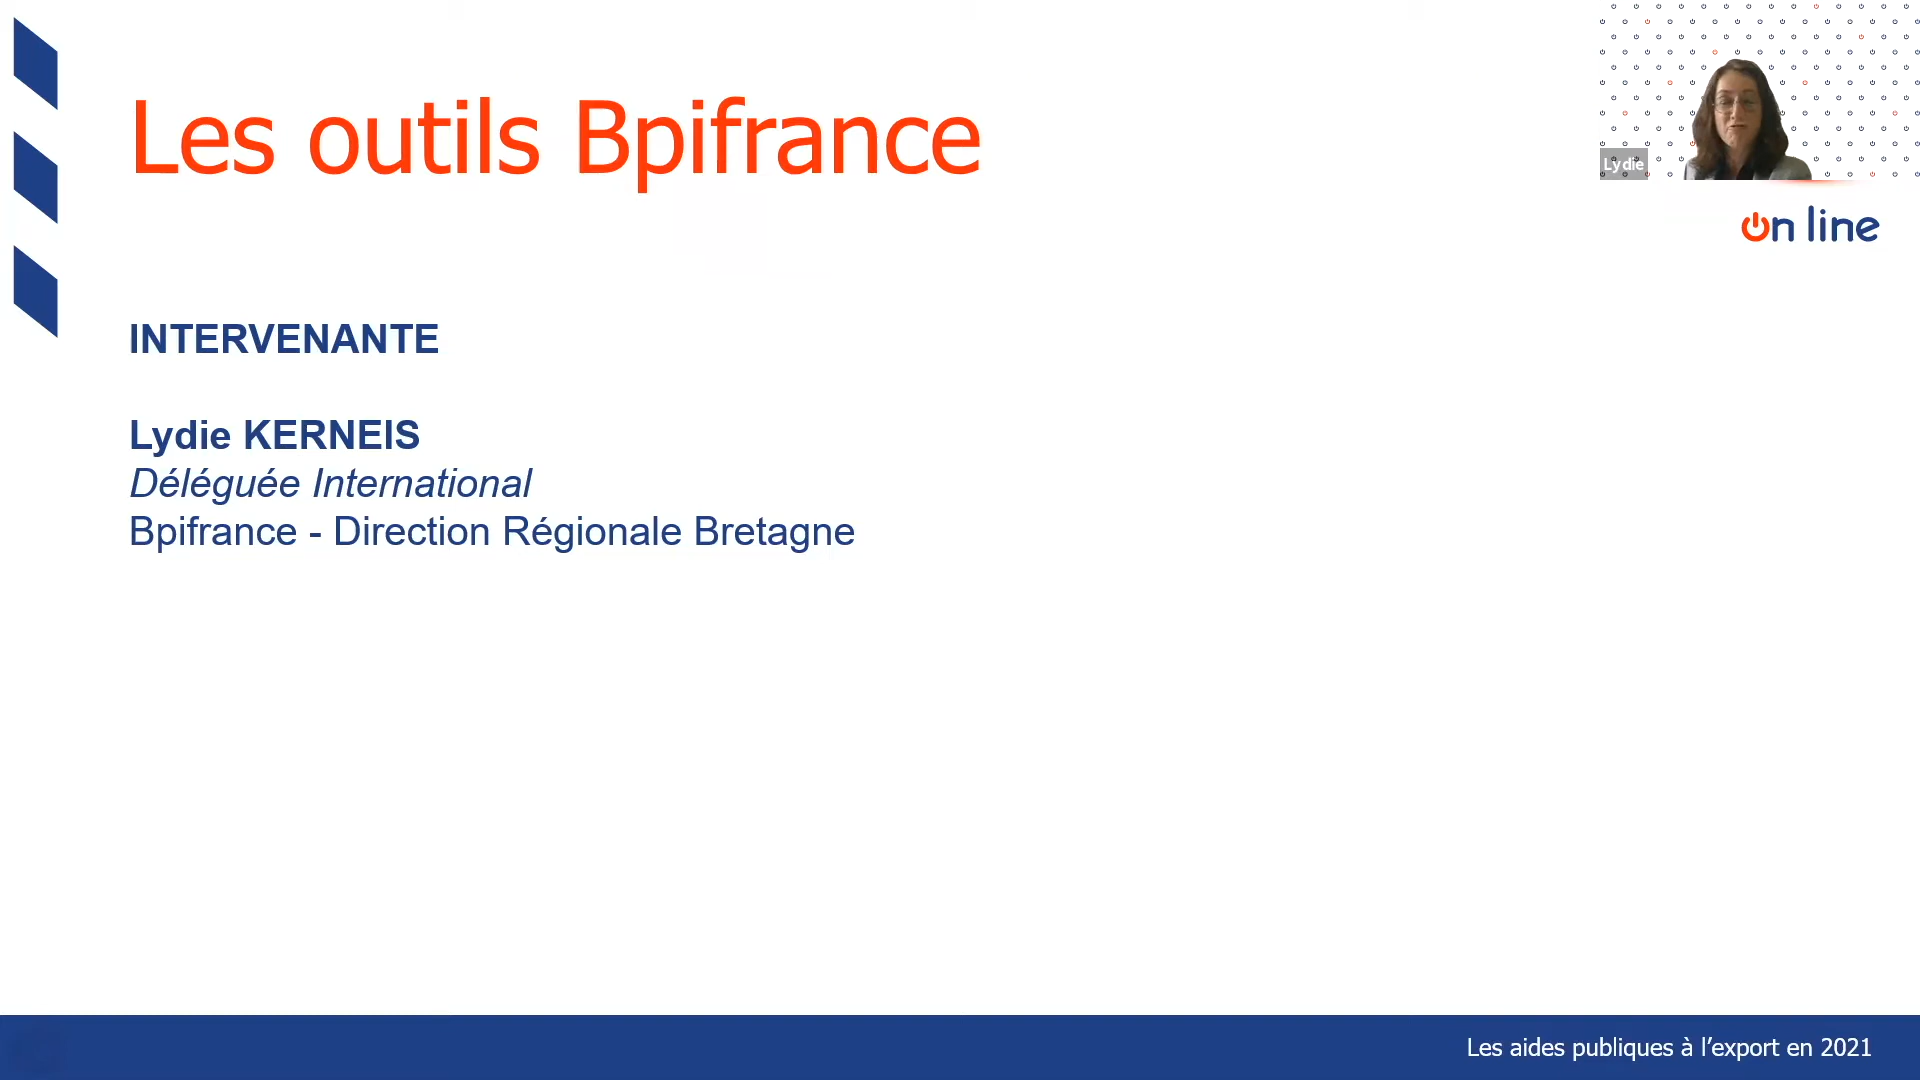 Les outils Bpifrance
Lydie
on line
INTERVENANTE
Lydie KERNEIS
Déléguée International
Bpifrance - Direction Régionale Bretagne
Les aides publiques à l’export en 2021